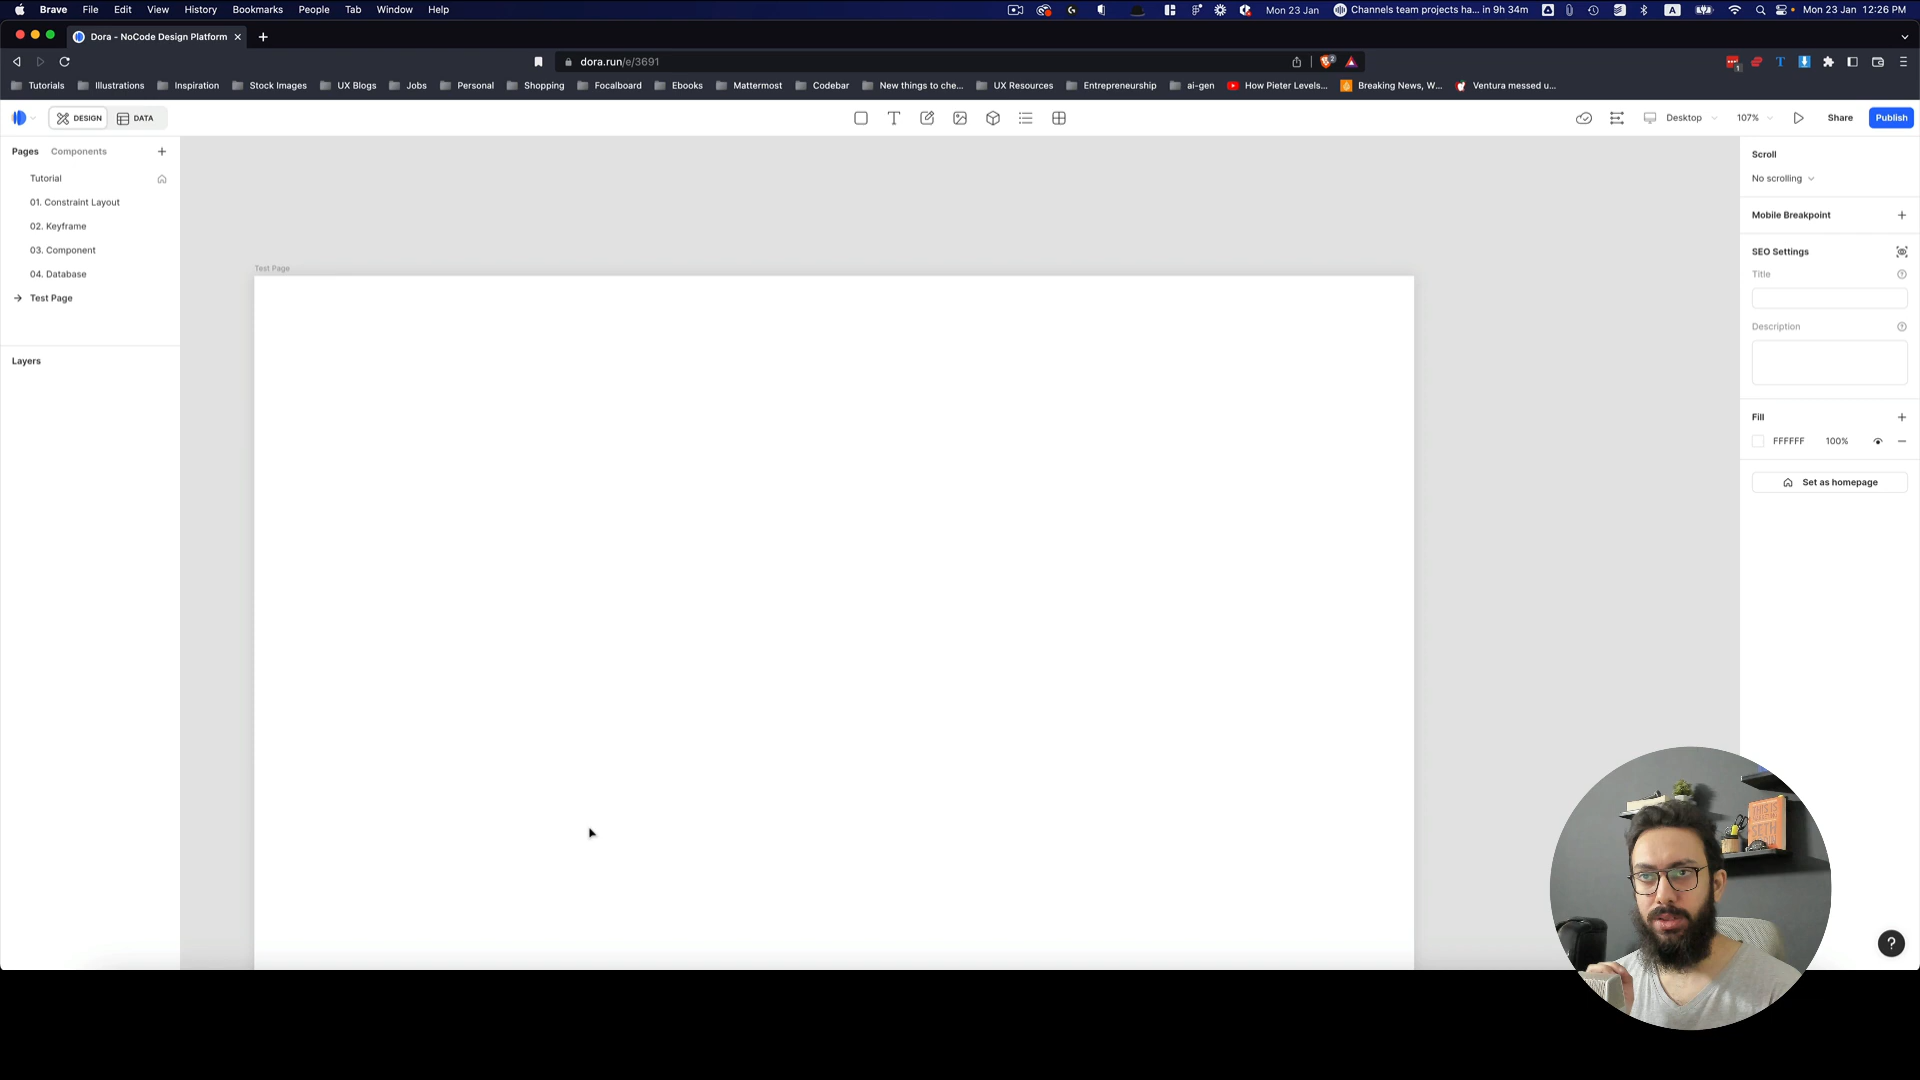 Brave File Edit View History Bookmarks People Tab Window Help Mon 23 Jan Channels team projects ha... in 9h 34m A Mon 23 Jan 12:26 PM
Dora - NoCode Design Platform
dora.run/e/3691
Tutorials Illustrations Inspiration Stock Images UX Blogs Jobs Personal Shopping Focalboard Ebooks Mattermost Codebar New things to che... UX Resources Entrepreneurship ai-gen How Pieter Levels... Breaking News, W... Ventura messed u...
DESIGN DATA Desktop 107% Share Publish
Pages Components
Tutorial
01. Constraint Layout
02. Keyframe
03. Component
04. Database
Test Page
Layers
Test Page
Scroll
No scrolling
Mobile Breakpoint
SEO Settings
Title
Description
Fill
FFFFFF 100%
Set as homepage
THIS IS
SETH
?